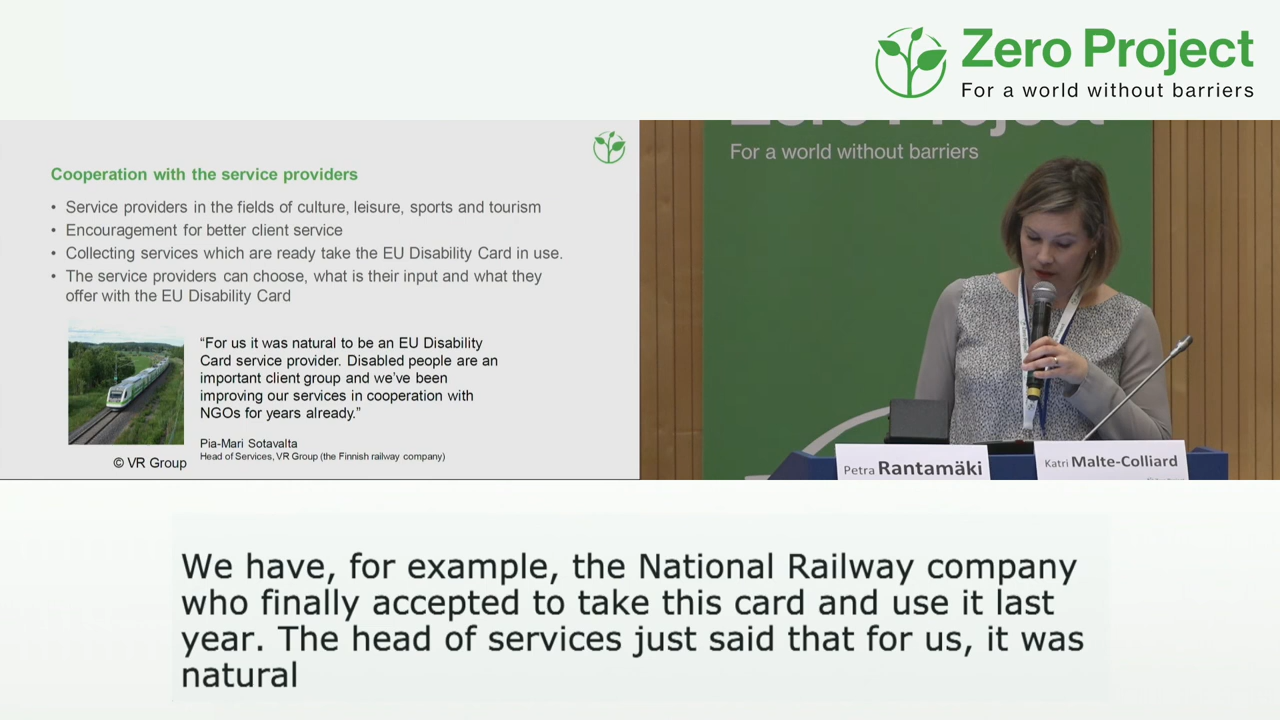 Zero Project
For a world without barriers
Cooperation with the service providers
• Service providers in the fields of culture, leisure, sports and tourism
• Encouragement for better client service
• Collecting services which are ready take the EU Disability Card in use.
• The service providers can choose, what is their input and what they
offer with the EU Disability Card
“For us it was natural to be an EU Disability
Card service provider. Disabled people are an
important client group and we’ve been
improving our services in cooperation with
NGOs for years already.”
Pia-Mari Sotavalta
Head of Services, VR Group (the Finnish railway company)
© VR Group
Zero Project
For a world without barriers
Petra Rantamäki
Katri Malte-Colliard
We have, for example, the National Railway company
who finally accepted to take this card and use it last
year. The head of services just said that for us, it was
natural